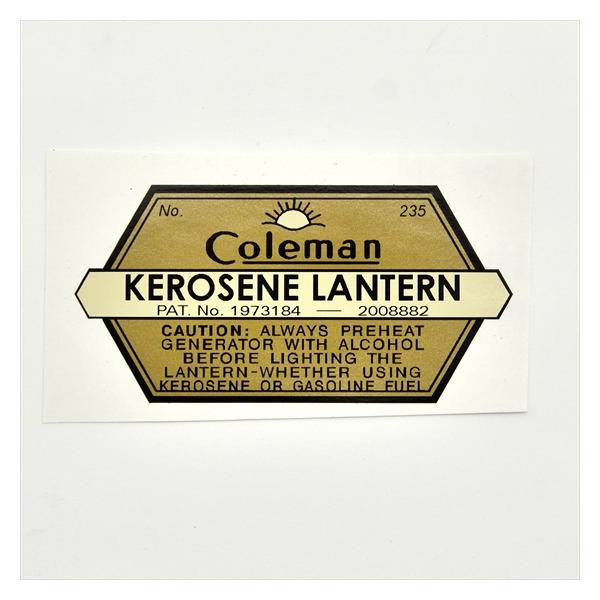 No. 235
Coleman
KEROSENE LANTERN
PAT. No. 1973184 — 2008882
CAUTION: ALWAYS PREHEAT
GENERATOR WITH ALCOHOL
BEFORE LIGHTING THE
LANTERN-WHETHER USING
KEROSENE OR GASOLINE FUEL